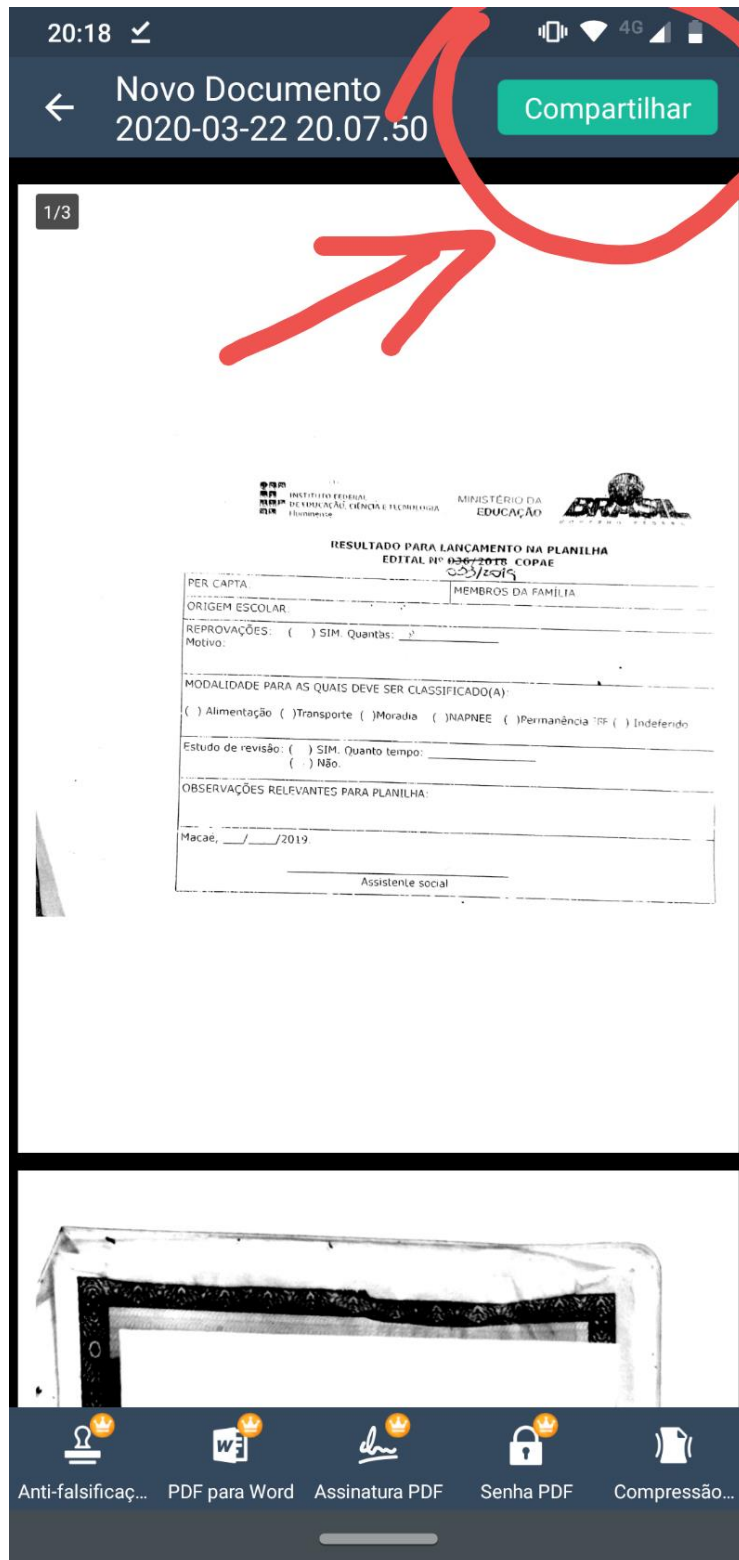 20:18
4G
Novo Documento
2020-03-22 20.07.50
Compartilhar
1/3
INSTITUTO FEDERAL
DE EDUCAÇÃO, CIÊNCIA E TECNOLOGIA
Fluminense
MINISTÉRIO DA
EDUCAÇÃO
BRASIL
GOVERNO FEDERAL
RESULTADO PARA LANÇAMENTO NA PLANILHA
EDITAL Nº 036/2018 COPAE
033/2019
PER CAPTA: MEMBROS DA FAMÍLIA
ORIGEM ESCOLAR:
REPROVAÇÕES: ( ) SIM. Quantas:
Motivo:
MODALIDADE PARA AS QUAIS DEVE SER CLASSIFICADO(A):
( ) Alimentação ( )Transporte ( )Moradia ( )NAPNEE ( )Permanência ( ) Indeferido
Estudo de revisão: ( ) SIM. Quanto tempo:
( ) Não.
OBSERVAÇÕES RELEVANTES PARA PLANILHA:
Macaé, ___/___/2019.
Assistente social
Anti-falsificaç... PDF para Word Assinatura PDF Senha PDF Compressão...